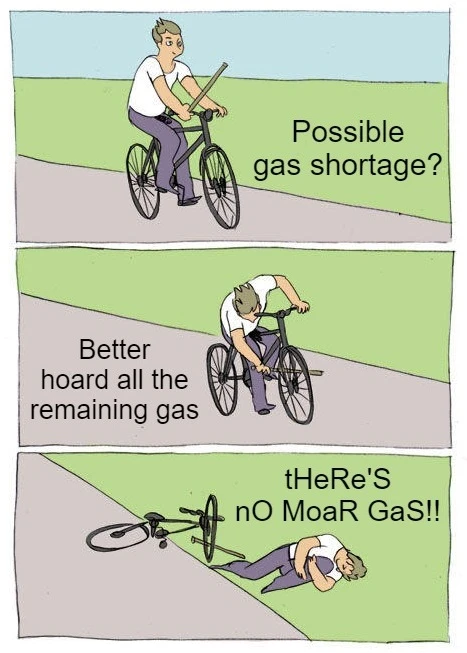 Possible
gas shortage?
Better
hoard all the
remaining gas
tHeRe'S
nO MoaR GaS!!